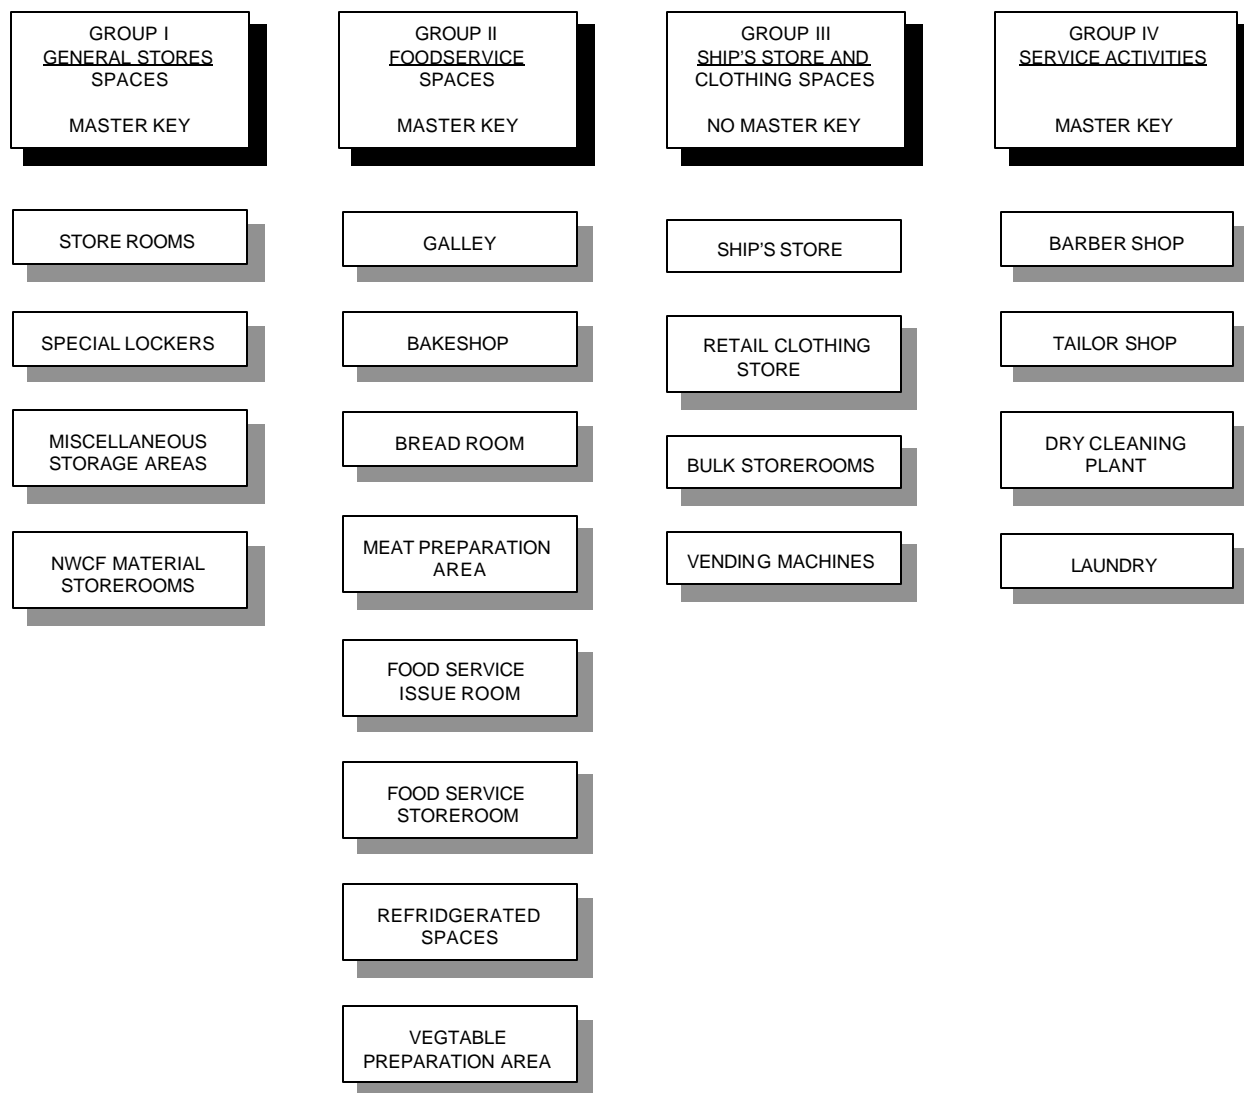 GROUP I
GENERAL STORES
SPACES
MASTER KEY
STORE ROOMS
SPECIAL LOCKERS
MISCELLANEOUS
STORAGE AREAS
NWCF MATERIAL
STOREROOMS
GROUP II
FOODSERVICE
SPACES
MASTER KEY
GALLEY
BAKESHOP
BREAD ROOM
MEAT PREPARATION
AREA
FOOD SERVICE
ISSUE ROOM
FOOD SERVICE
STOREROOM
REFRIDGERATED
SPACES
VEGTABLE
PREPARATION AREA
GROUP III
SHIP'S STORE AND
CLOTHING SPACES
NO MASTER KEY
SHIP'S STORE
RETAIL CLOTHING
STORE
BULK STOREROOMS
VENDING MACHINES
GROUP IV
SERVICE ACTIVITIES
MASTER KEY
BARBER SHOP
TAILOR SHOP
DRY CLEANING
PLANT
LAUNDRY